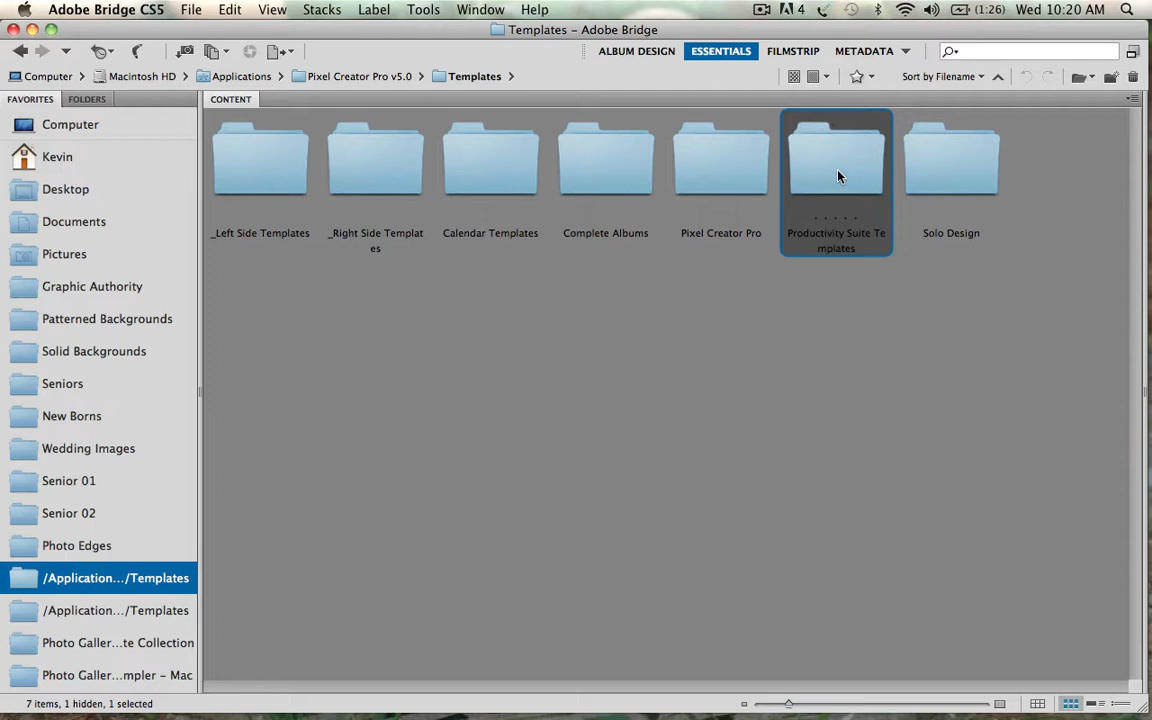 Adobe Bridge CS5 File Edit View Stacks Label Tools Window Help 4 (1:26) Wed 10:20 AM
Templates – Adobe Bridge
ALBUM DESIGN ESSENTIALS FILMSTRIP METADATA
Computer Macintosh HD Applications Pixel Creator Pro v5.0 Templates Sort by Filename
FAVORITES FOLDERS CONTENT
Computer
Kevin
Desktop
Documents
Pictures
Graphic Authority
Patterned Backgrounds
Solid Backgrounds
Seniors
New Borns
Wedding Images
Senior 01
Senior 02
Photo Edges
/Application.../Templates
/Application.../Templates
Photo Galler...te Collection
Photo Galler...mpler – Mac
_Left Side Templates
_Right Side Templat
es
Calendar Templates
Complete Albums
Pixel Creator Pro
Productivity Suite Te
mplates
Solo Design
7 items, 1 hidden, 1 selected